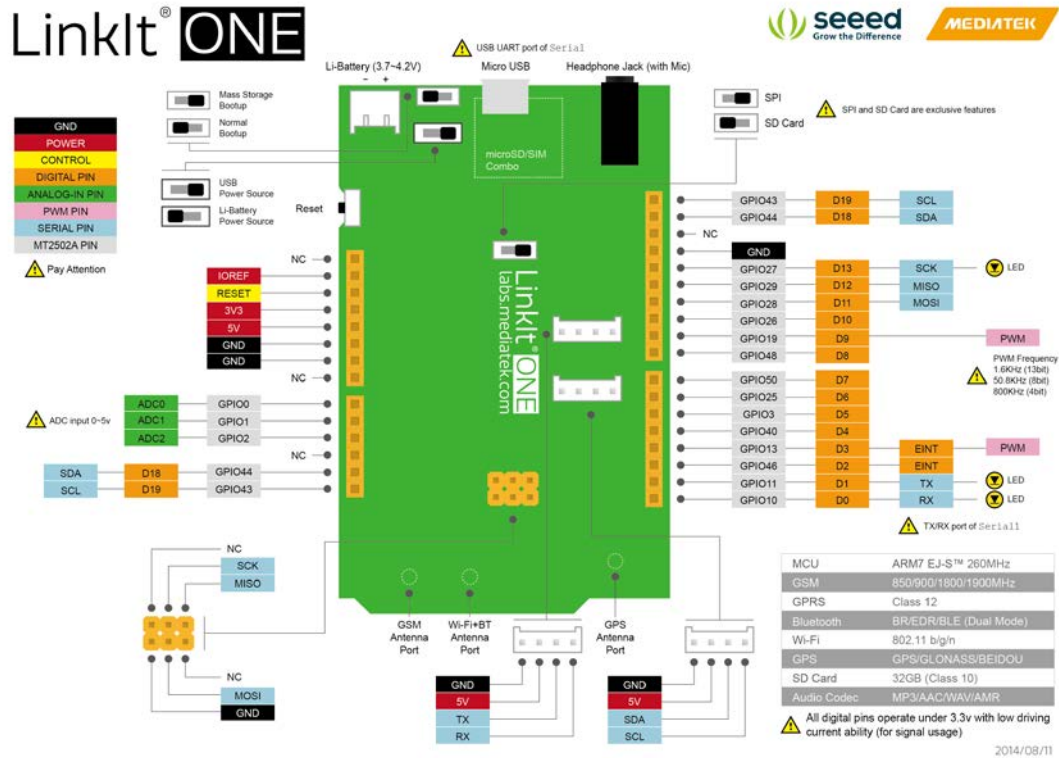 LinkIt® ONE
seeed
Grow the Difference
MEDIATEK
USB UART port of Serial
Li-Battery (3.7~4.2V)
- +
Micro USB
Headphone Jack (with Mic)
Mass Storage
Bootup
Normal
Bootup
USB
Power Source
Li-Battery
Power Source
Reset
microSD/SIM
Combo
SPI
SD Card
SPI and SD Card are exclusive features
GND
POWER
CONTROL
DIGITAL PIN
ANALOG-IN PIN
PWM PIN
SERIAL PIN
MT2502A PIN
Pay Attention
NC
IOREF
RESET
3V3
5V
GND
GND
NC
ADC input 0~5v
ADC0 GPIO0
ADC1 GPIO1
ADC2 GPIO2
NC
SDA D18 GPIO44
SCL D19 GPIO43
LinkIt® ONE
labs.mediatek.com
GPIO43 D19 SCL
GPIO44 D18 SDA
NC
GND
GPIO27 D13 SCK LED
GPIO29 D12 MISO
GPIO28 D11 MOSI
GPIO26 D10
GPIO19 D9 PWM
GPIO48 D8
PWM Frequency
1.6KHz (13bit)
50.8KHz (8bit)
800KHz (4bit)
GPIO50 D7
GPIO25 D6
GPIO3 D5
GPIO40 D4
GPIO13 D3 EINT PWM
GPIO46 D2 EINT
GPIO11 D1 TX LED
GPIO10 D0 RX LED
TX/RX port of Serial1
NC
SCK
MISO
NC
MOSI
GND
GSM
Antenna
Port
Wi-Fi+BT
Antenna
Port
GPS
Antenna
Port
GND
5V
TX
RX
GND
5V
SDA
SCL
MCU ARM7 EJ-S™ 260MHz
GSM 850/900/1800/1900MHz
GPRS Class 12
Bluetooth BR/EDR/BLE (Dual Mode)
Wi-Fi 802.11 b/g/n
GPS GPS/GLONASS/BEIDOU
SD Card 32GB (Class 10)
Audio Codec MP3/AAC/WAV/AMR
All digital pins operate under 3.3v with low driving
current ability (for signal usage)
2014/08/11